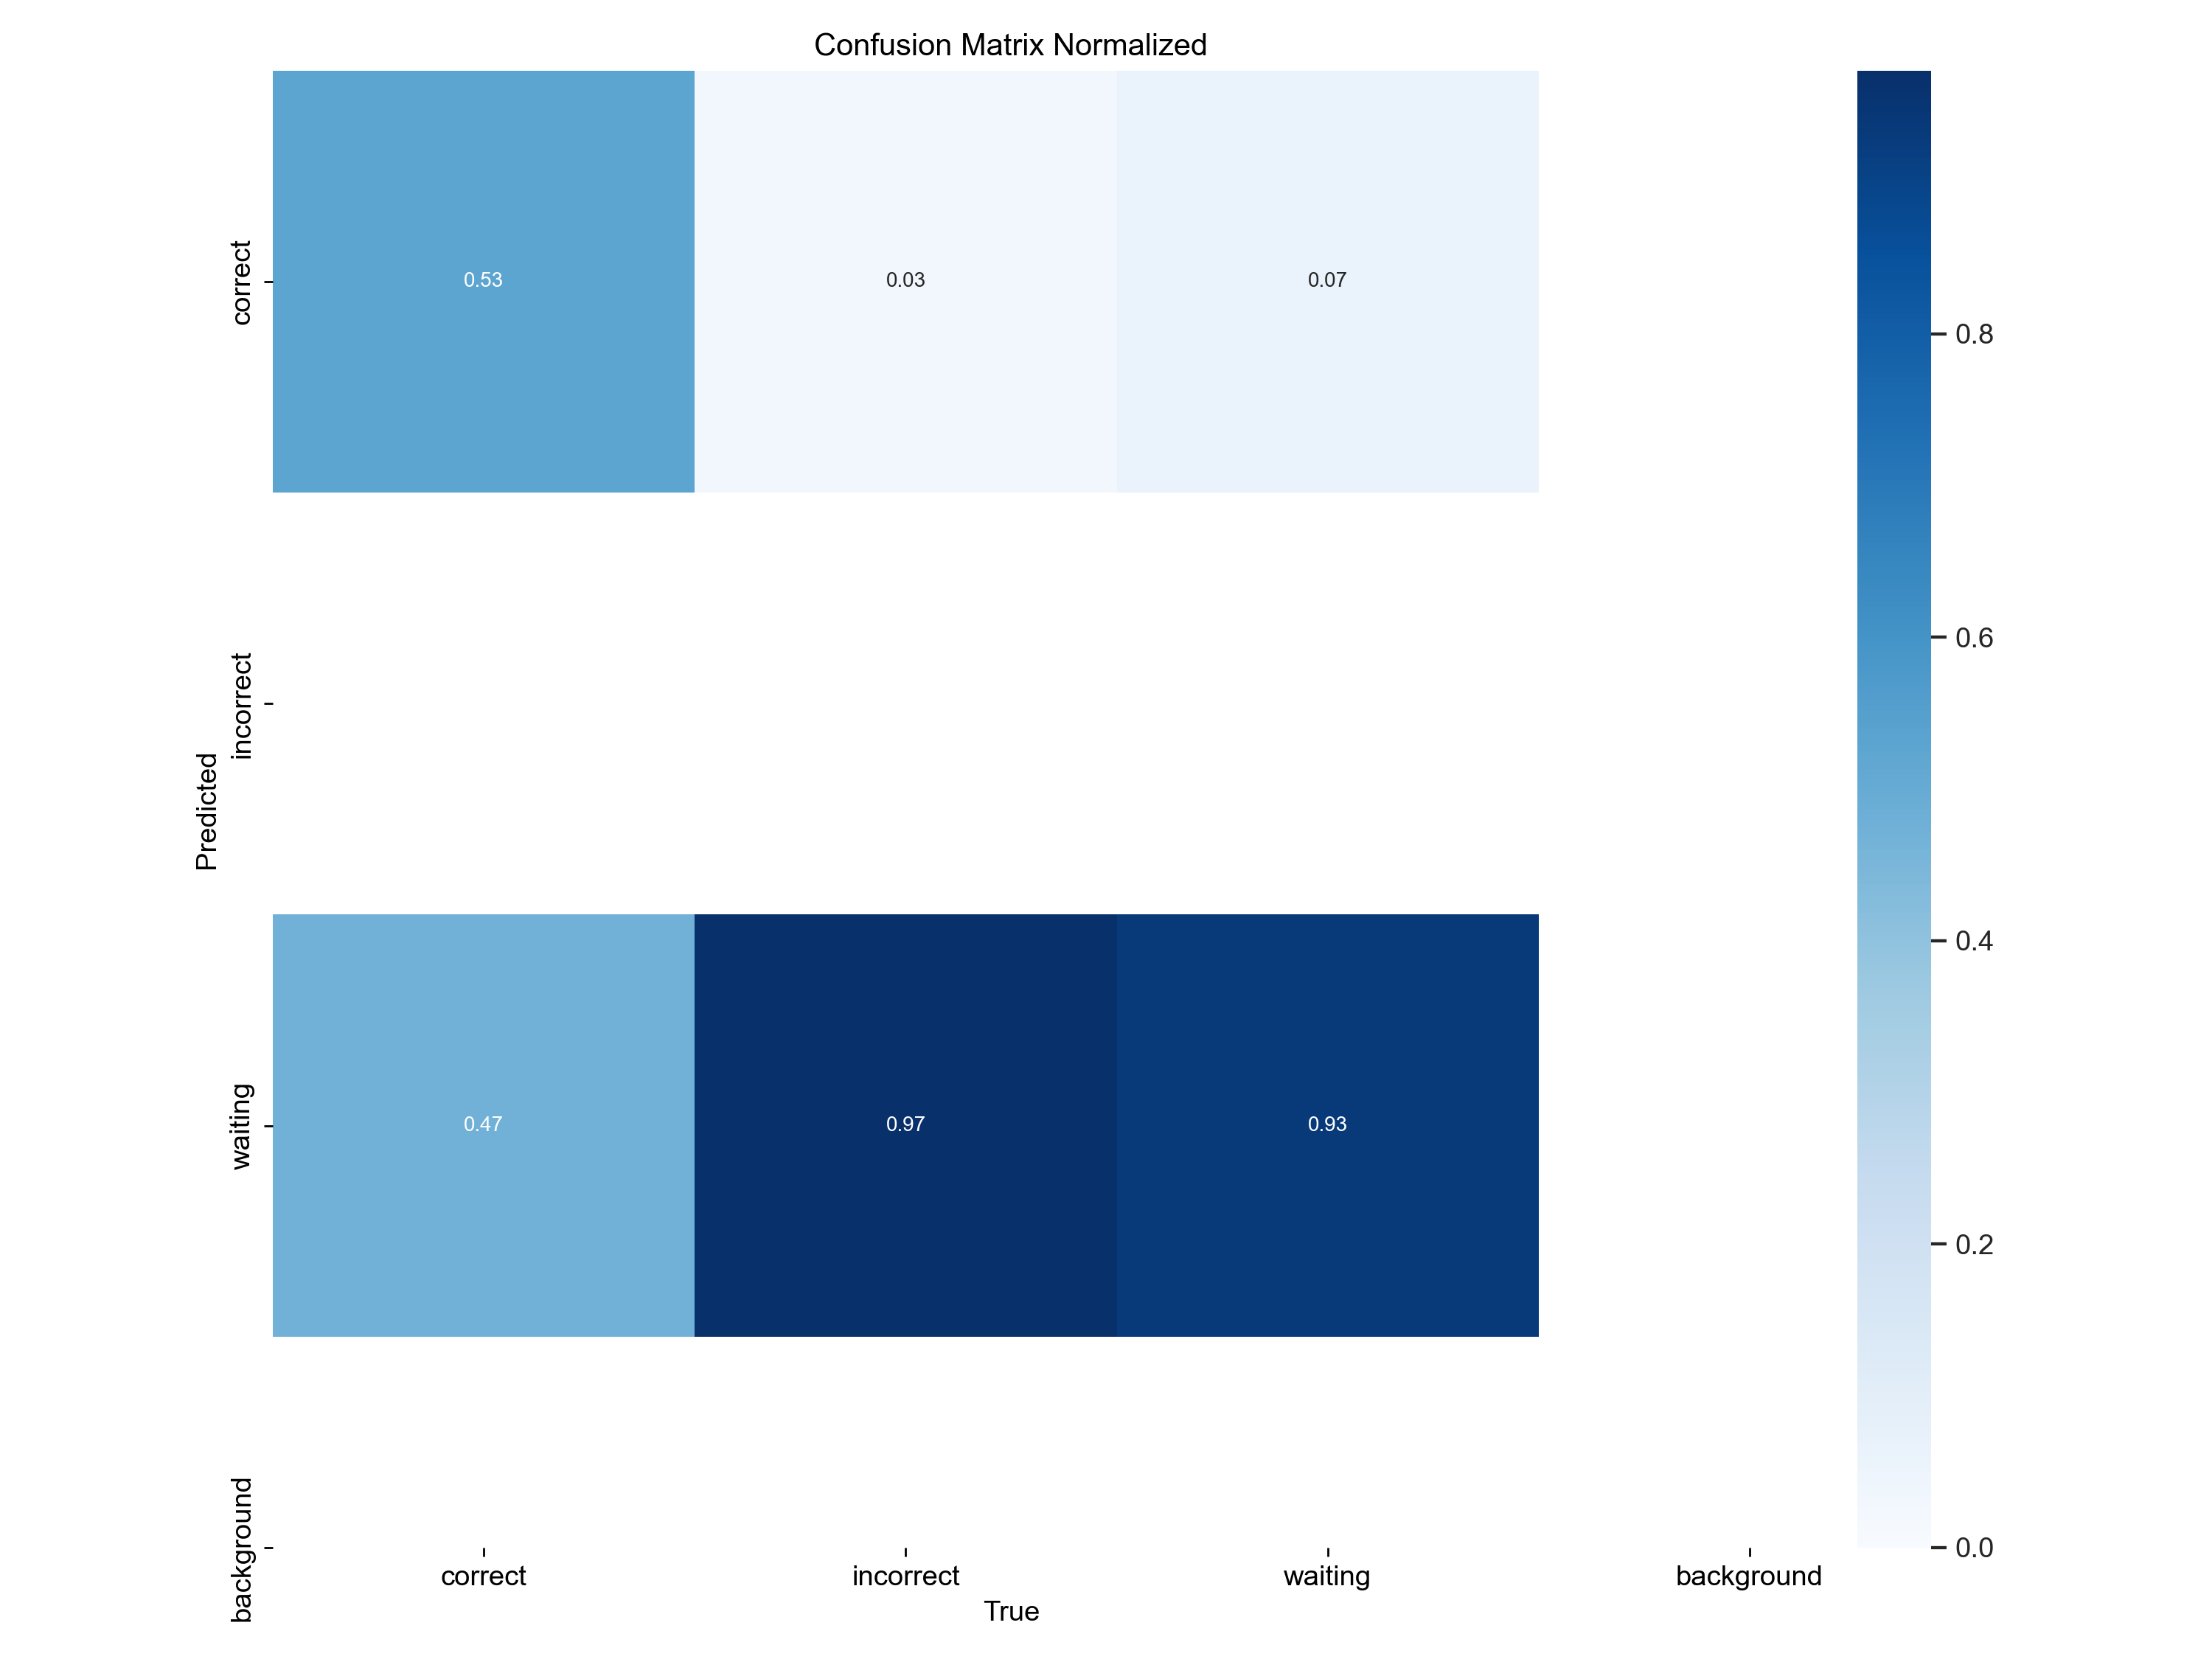 Confusion Matrix Normalized
correct
0.53
0.03
0.07
incorrect
Predicted
waiting
0.47
0.97
0.93
background
correct
incorrect
waiting
background
True
0.8
0.6
0.4
0.2
0.0